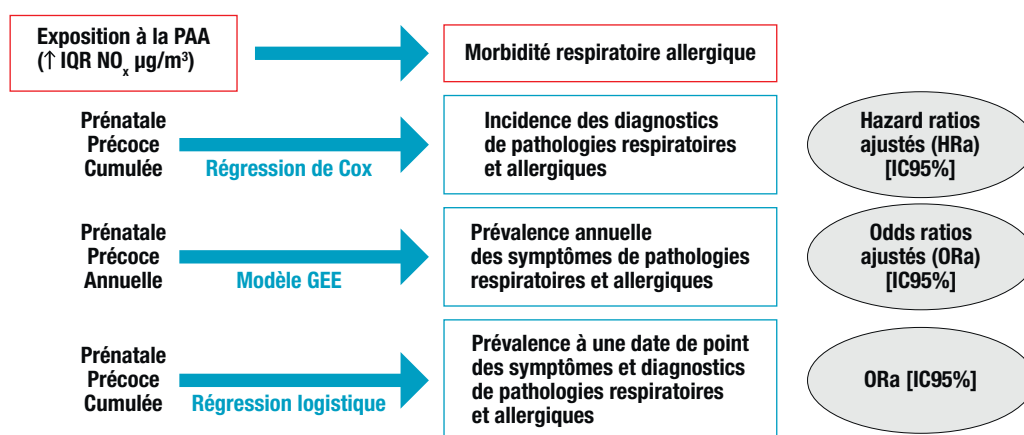 Exposition à la PAA
(↑ IQR NOx µg/m³)
Morbidité respiratoire allergique
Prénatale
Précoce
Cumulée
Régression de Cox
Incidence des diagnostics
de pathologies respiratoires
et allergiques
Hazard ratios
ajustés (HRa)
[IC95%]
Prénatale
Précoce
Annuelle
Modèle GEE
Prévalence annuelle
des symptômes de pathologies
respiratoires et allergiques
Odds ratios
ajustés (ORa)
[IC95%]
Prénatale
Précoce
Cumulée
Régression logistique
Prévalence à une date de point
des symptômes et diagnostics
de pathologies respiratoires
et allergiques
ORa [IC95%]